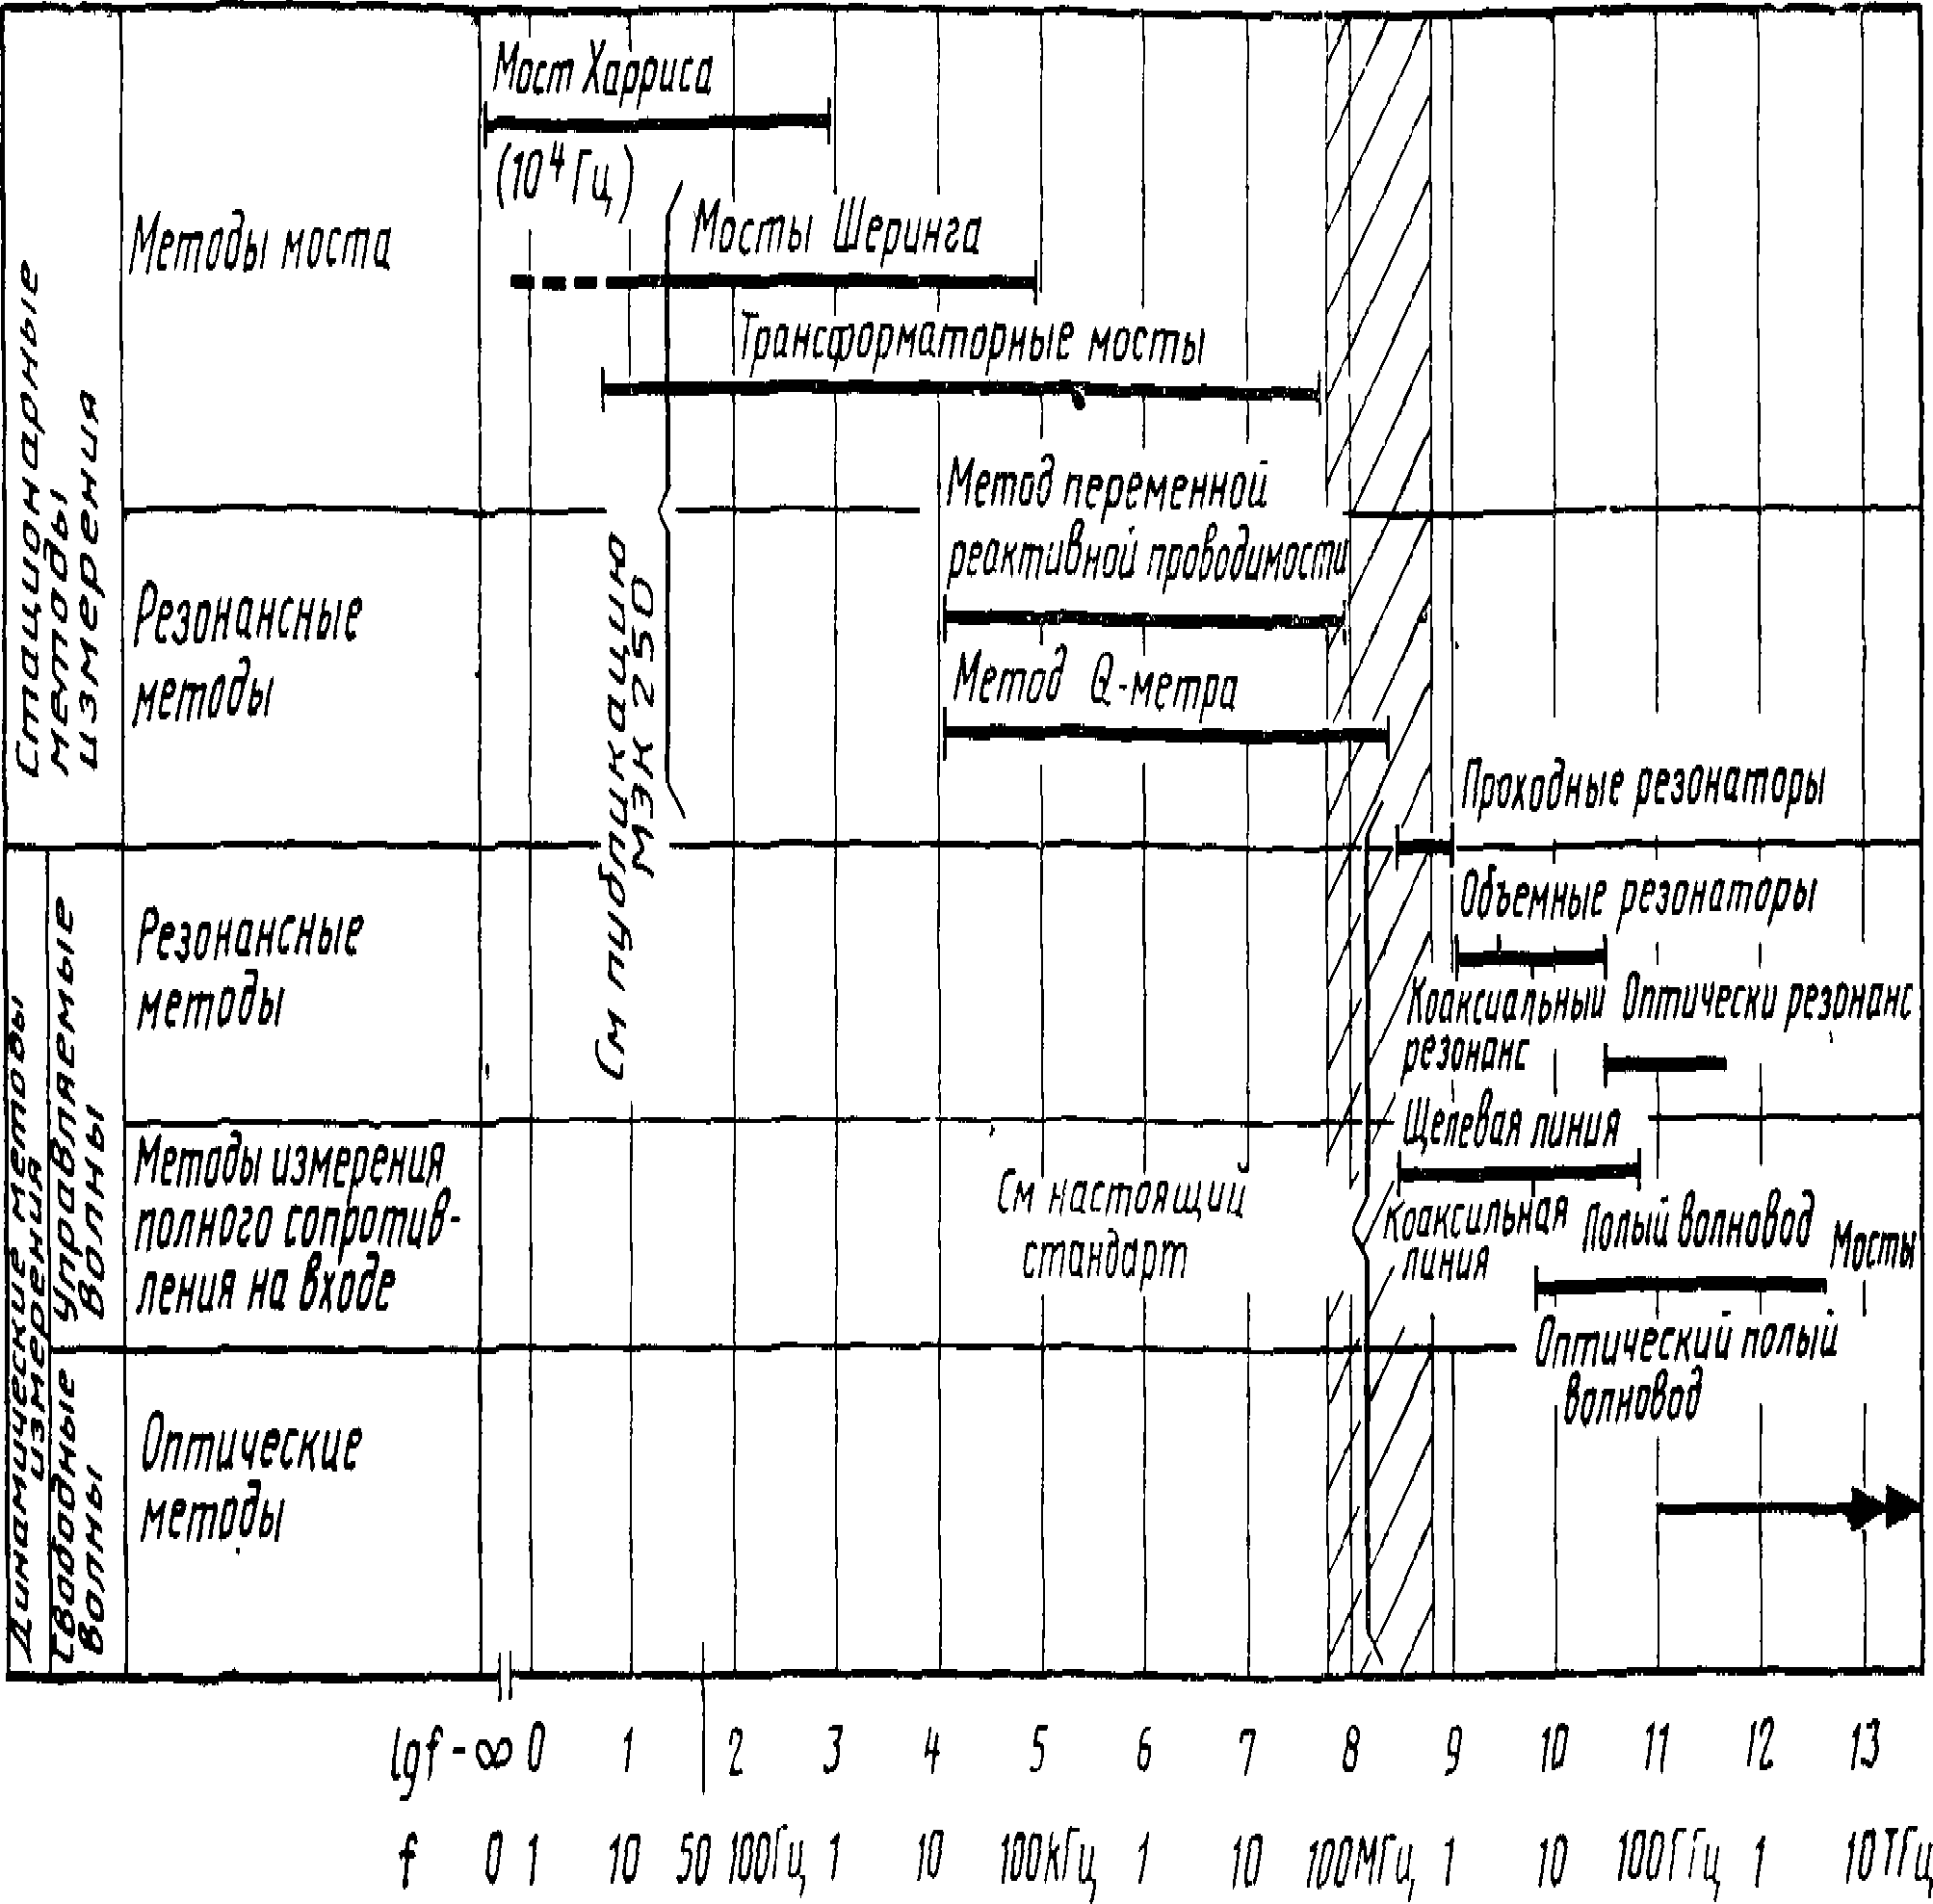 Стационарные
методы
измерения
Методы моста
Мост Харриса
(10⁴ Гц)
Мосты Шеринга
Трансформаторные мосты
Резонансные
методы
Метод переменной
реактивной проводимости
Метод Q-метра
См публикацию
МЭК 250
Динамические методы
измерения
Управляемые
волны
Резонансные
методы
Проходные резонаторы
Объемные резонаторы
Коаксиальный
резонанс
Оптически резонанс
Методы измерения
полного сопротив-
ления на входе
См настоящий
стандарт
Щелевая линия
Коаксильная
линия
Полый волновод
Мосты
Оптический полый
волновод
Свободные
волны
Оптические
методы
lgf -∞ 0 1 2 3 4 5 6 7 8 9 10 11 12 13
f 0 1 10 50 100Гц 1 10 100кГц 1 10 100МГц 1 10 100ГГц 1 10ТГц